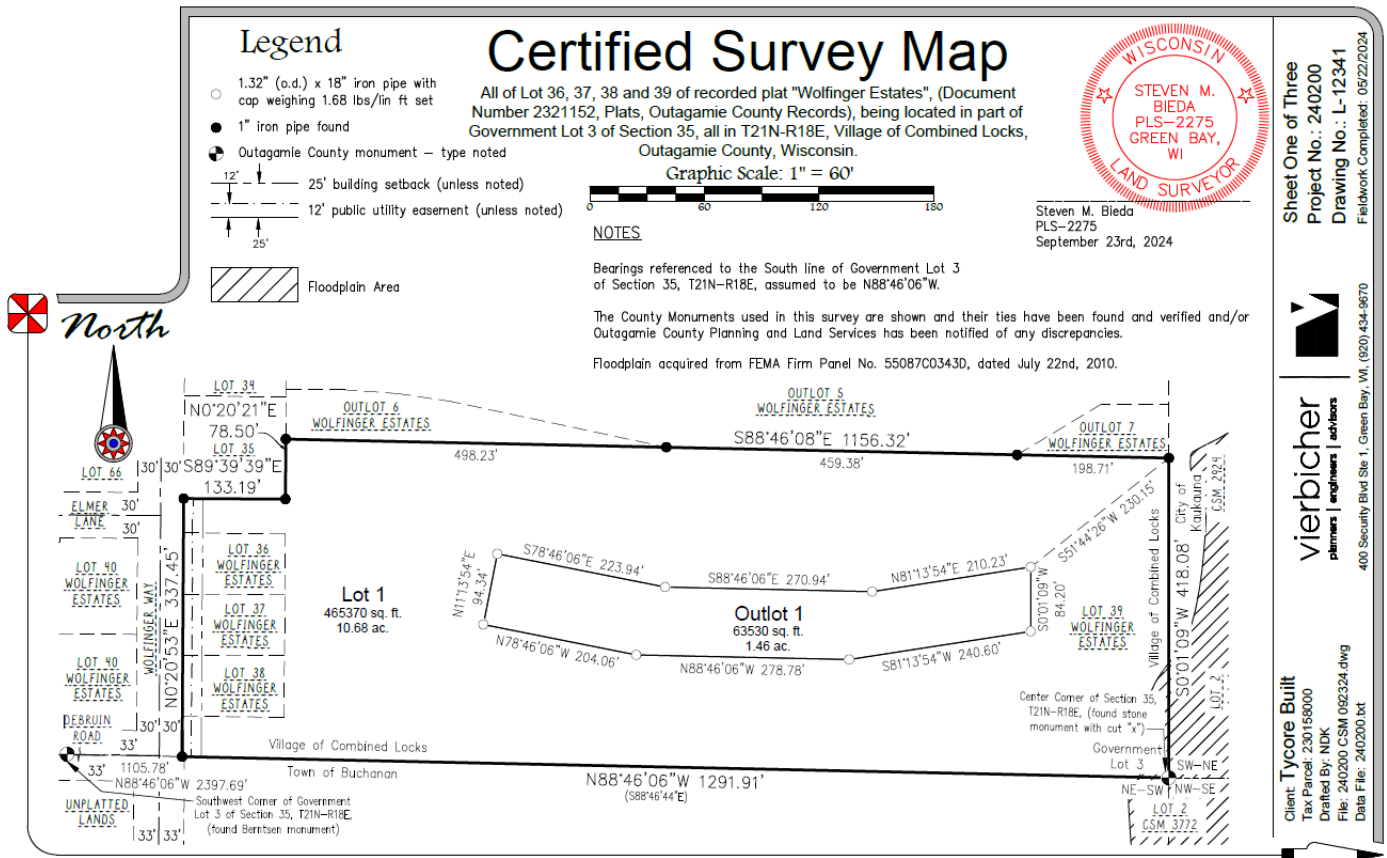 Legend
1.32" (o.d.) x 18" iron pipe with
cap weighing 1.68 lbs/lin ft set
1" iron pipe found
Outagamie County monument – type noted
12'
25' building setback (unless noted)
12' public utility easement (unless noted)
25'
Floodplain Area
Certified Survey Map
All of Lot 36, 37, 38 and 39 of recorded plat "Wolfinger Estates", (Document
Number 2321152, Plats, Outagamie County Records), being located in part of
Government Lot 3 of Section 35, all in T21N-R18E, Village of Combined Locks,
Outagamie County, Wisconsin.
Graphic Scale: 1" = 60'
0 60 120 180
WISCONSIN
STEVEN M.
BIEDA
PLS-2275
GREEN BAY,
WI
LAND SURVEYOR
Steven M. Bieda
PLS-2275
September 23rd, 2024
NOTES
Bearings referenced to the South line of Government Lot 3
of Section 35, T21N-R18E, assumed to be N88°46'06"W.
The County Monuments used in this survey are shown and their ties have been found and verified and/or
Outagamie County Planning and Land Services has been notified of any discrepancies.
Floodplain acquired from FEMA Firm Panel No. 55087C0343D, dated July 22nd, 2010.
North
LOT 34
N0°20'21"E
78.50'
LOT 35
S89°39'39"E
133.19'
OUTLOT 6
WOLFINGER ESTATES
OUTLOT 5
WOLFINGER ESTATES
OUTLOT 7
WOLFINGER ESTATES
S88°46'08"E 1156.32'
498.23'
459.38'
198.71'
LOT 66
30' 30'
ELMER
LANE
30'
30'
LOT 40
WOLFINGER
ESTATES
LOT 40
WOLFINGER
ESTATES
WOLFINGER WAY
N0°20'53"E 337.45'
LOT 36
WOLFINGER
ESTATES
LOT 37
WOLFINGER
ESTATES
LOT 38
WOLFINGER
ESTATES
Lot 1
465370 sq. ft.
10.68 ac.
N11°13'54"E
94.34'
S78°46'06"E 223.94'
S88°46'06"E 270.94'
N81°13'54"E 210.23'
S51°44'26"W 230.15'
S0°01'09"W
84.20'
Outlot 1
63530 sq. ft.
1.46 ac.
N78°46'06"W 204.06'
N88°46'06"W 278.78'
S81°13'54"W 240.60'
LOT 39
WOLFINGER
ESTATES
Village of Combined Locks
City of
Kaukauna
CSM 2924
S0°01'09"W 418.08'
LOT 2
Center Corner of Section 35,
T21N-R18E, (found stone
monument with cut "x")
Government
Lot 3
SW-NE
NE-SW
NW-SE
LOT 2
CSM 3772
DEBRUIN
ROAD
30' 30'
33'
33'
1105.78'
N88°46'06"W 2397.69'
Village of Combined Locks
Town of Buchanan
N88°46'06"W 1291.91'
(S88°46'44"E)
Southwest Corner of Government
Lot 3 of Section 35, T21N-R18E,
(found Berntsen monument)
UNPLATTED
LANDS
33' 33'
Sheet One of Three
Project No.: 240200
Drawing No.: L-12341
Fieldwork Completed: 05/22/2024
vierbicher
planners | engineers | advisors
400 Security Blvd Ste 1, Green Bay, WI, (920) 434-9670
Client: Tycore Built
Tax Parcel: 230158000
Drafted By: NDK
File: 240200 CSM 092324.dwg
Data File: 240200.txt